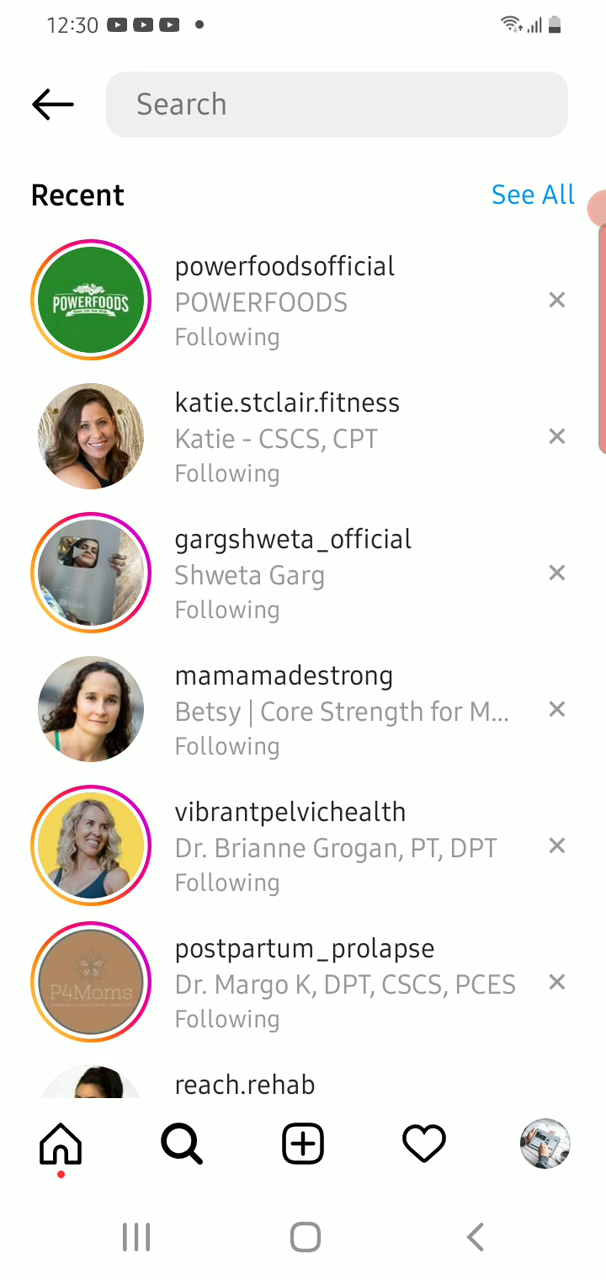 12:30
Search
Recent
See All
POWERFOODS
powerfoodsofficial
POWERFOODS
Following
katie.stclair.fitness
Katie - CSCS, CPT
Following
gargshweta_official
Shweta Garg
Following
mamamadestrong
Betsy | Core Strength for M...
Following
vibrantpelvichealth
Dr. Brianne Grogan, PT, DPT
Following
P4Moms
postpartum_prolapse
Dr. Margo K, DPT, CSCS, PCES
Following
reach.rehab